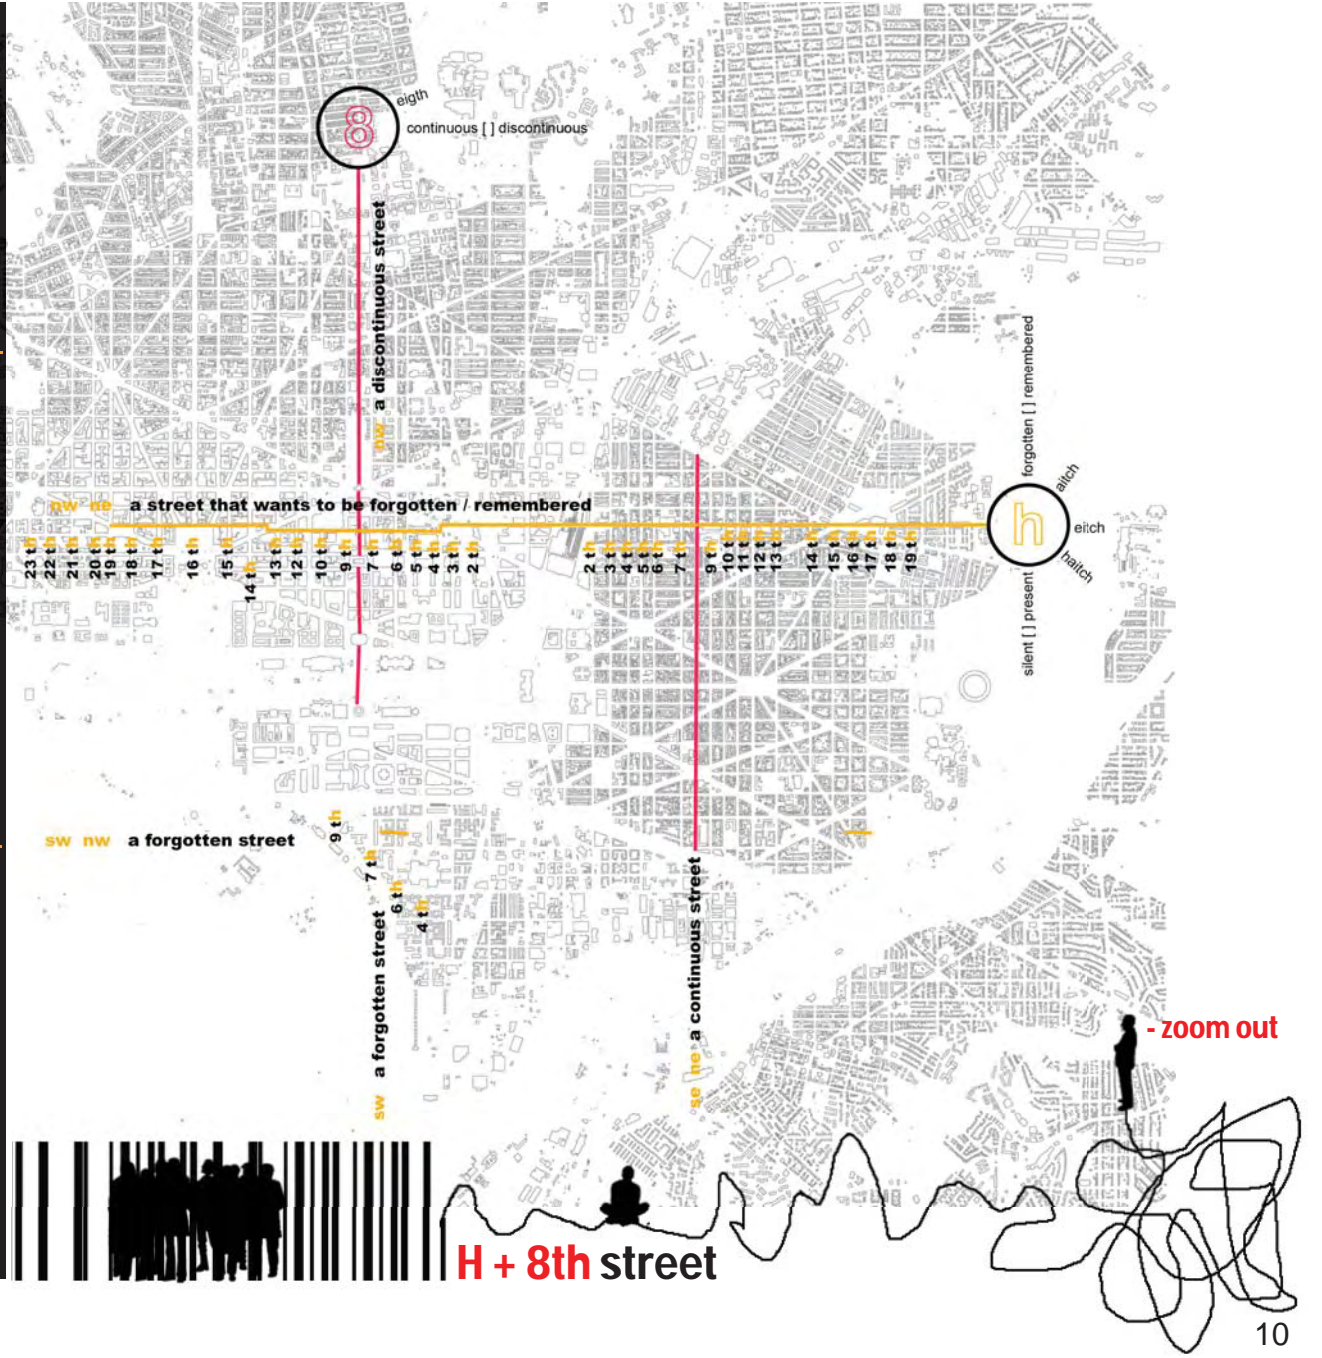 eigth
8
continuous [ ] discontinuous
nw a discontinuous street
forgotten [ ] remembered
aitch
h
eitch
haitch
silent [ ] present
nw ne a street that wants to be forgotten / remembered
23 th
22 th
21 th
20 th
19 th
18 th
17 th
16 th
15 th
14 th
13 th
12 th
10 th
9 th
7 th
6 th
5 th
4 th
3 th
2 th
2 th
3 th
4 th
5 th
6 th
7 th
9 th
10 th
11 th
12 th
13 th
14 th
15 th
16 th
17 th
18 th
19 th
sw nw a forgotten street
9 th
7 th
6 th
4 th
sw a forgotten street
se ne a continuous street
- zoom out
H + 8th street
10